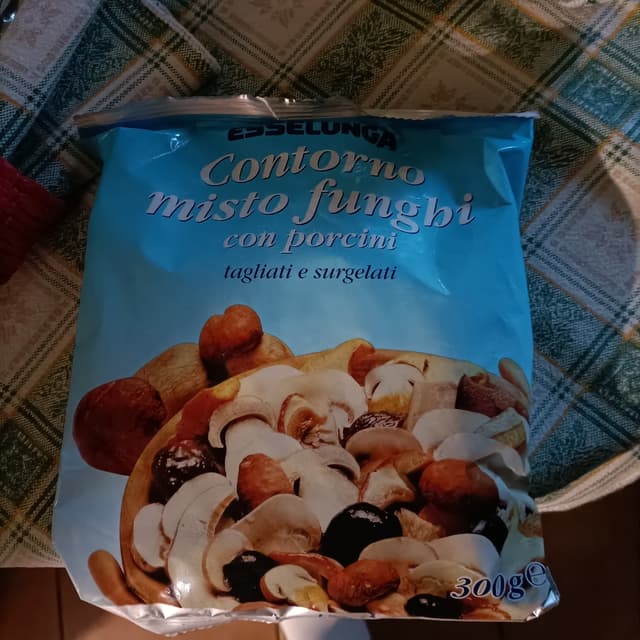 ESSELUNGA
Contorno
misto funghi
con porcini
tagliati e surgelati
300g e